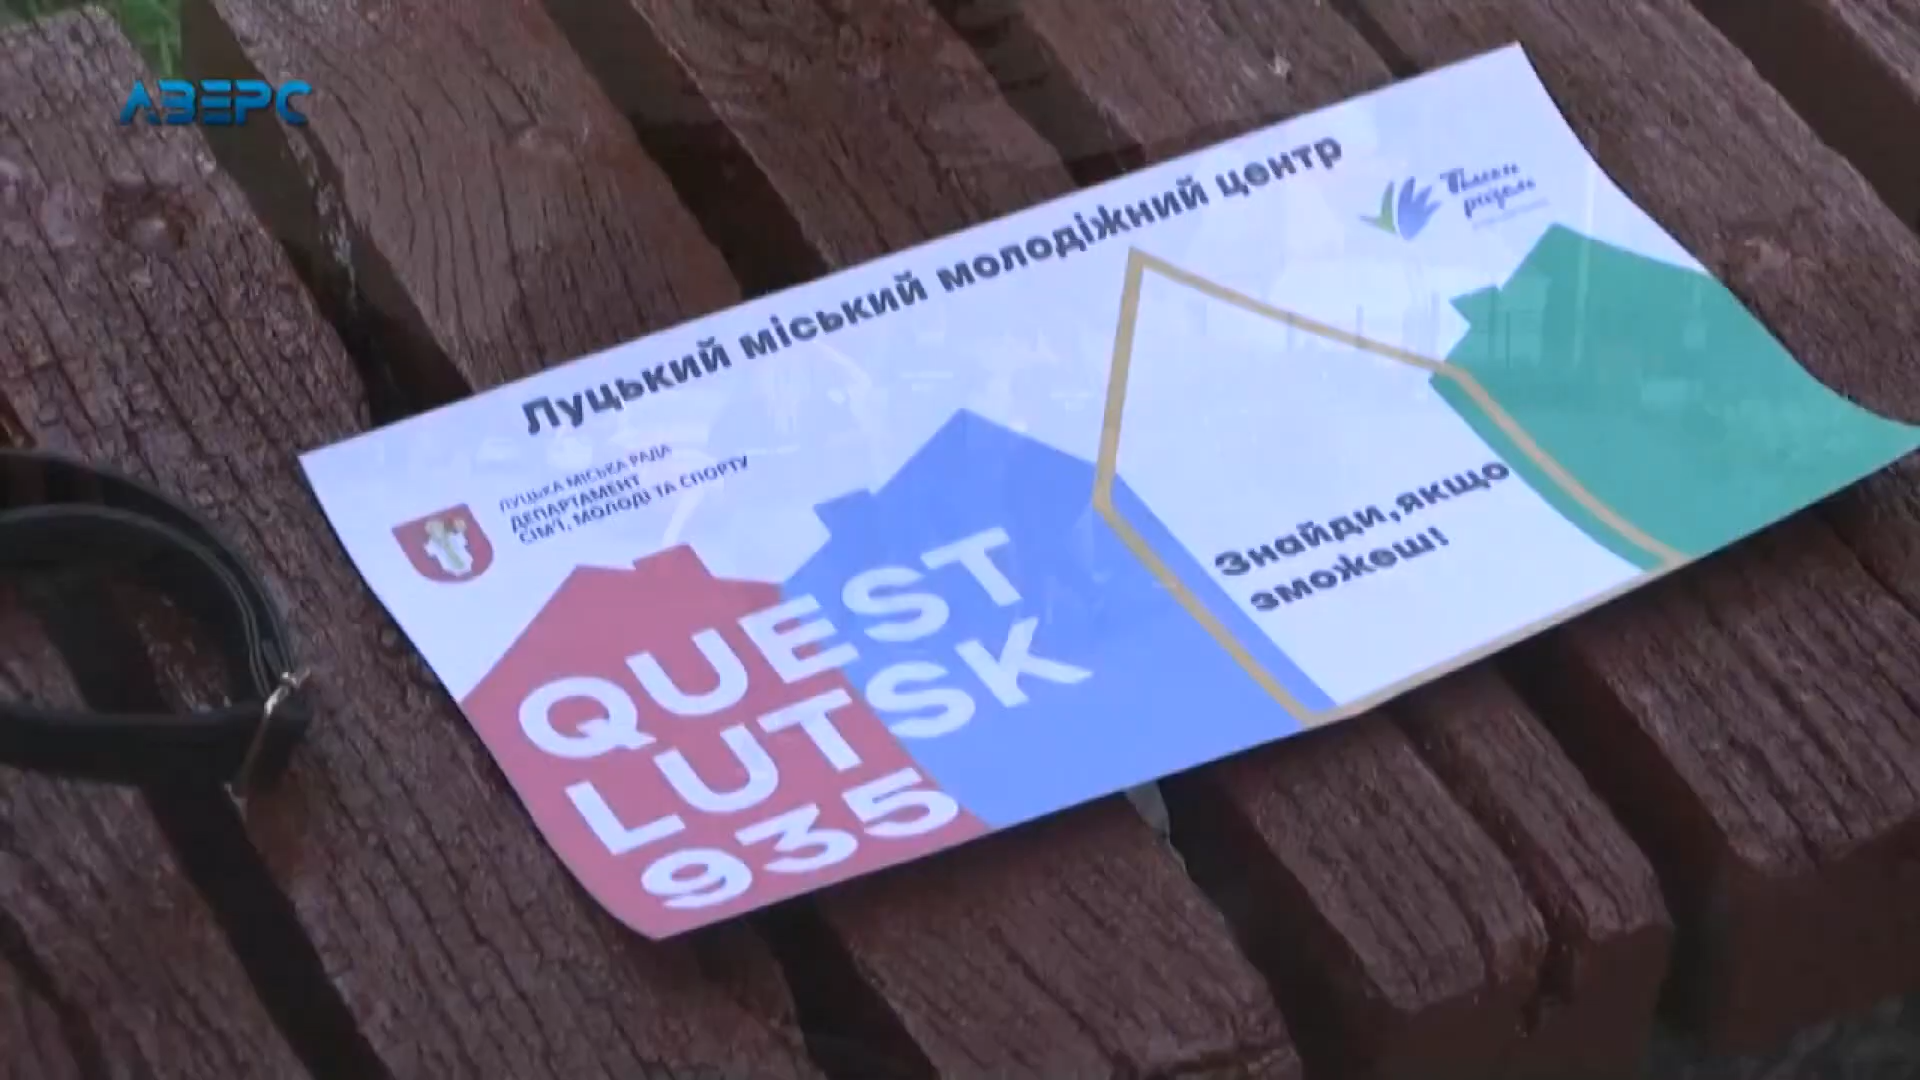 АВЕРС
Луцький міський молодіжний центр
ЛУЦЬКА МІСЬКА РАДА
ДЕПАРТАМЕНТ
СІМ'Ї, МОЛОДІ ТА СПОРТУ
QUEST
LUTSK
935
Знайди, якщо
зможеш!